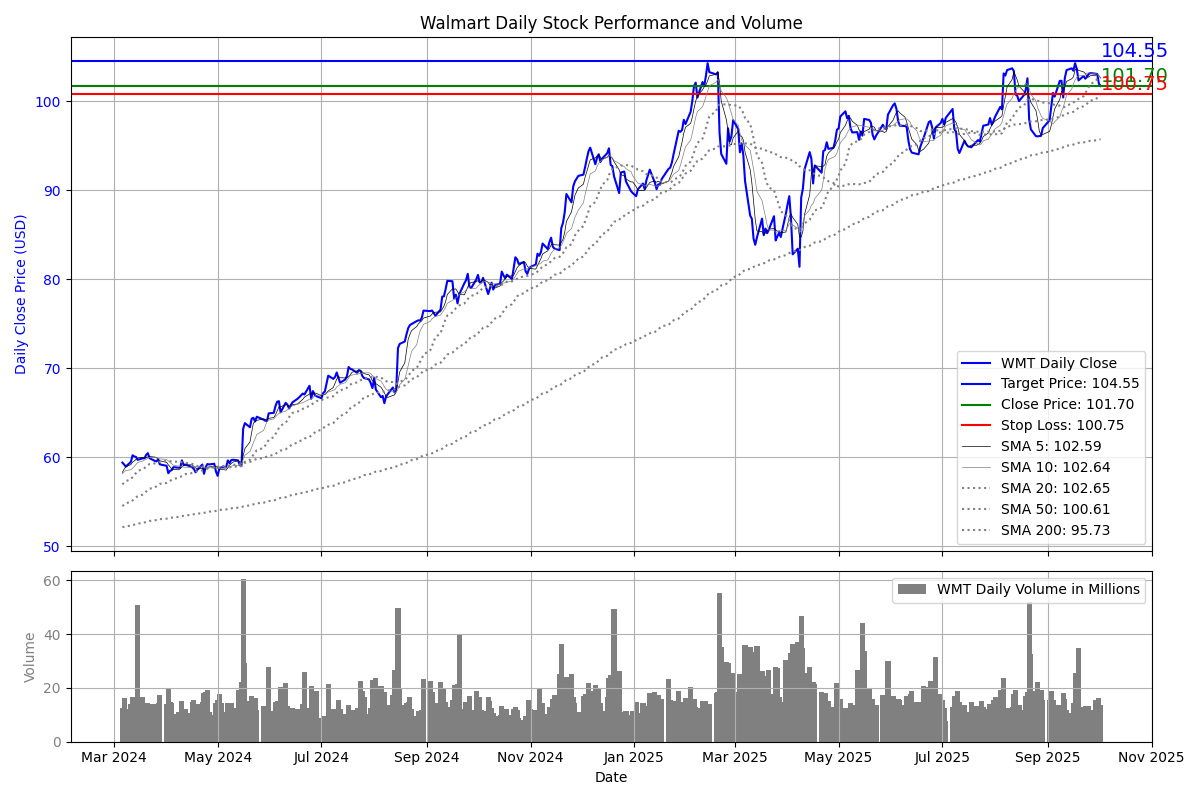 Walmart Daily Stock Performance and Volume
104.55
101.70
100.75
100
90
80
70
60
50
Daily Close Price (USD)
WMT Daily Close
Target Price: 104.55
Close Price: 101.70
Stop Loss: 100.75
SMA 5: 102.59
SMA 10: 102.64
SMA 20: 102.65
SMA 50: 100.61
SMA 200: 95.73
60
40
20
0
Volume
WMT Daily Volume in Millions
Mar 2024 May 2024 Jul 2024 Sep 2024 Nov 2024 Jan 2025 Mar 2025 May 2025 Jul 2025 Sep 2025 Nov 2025
Date